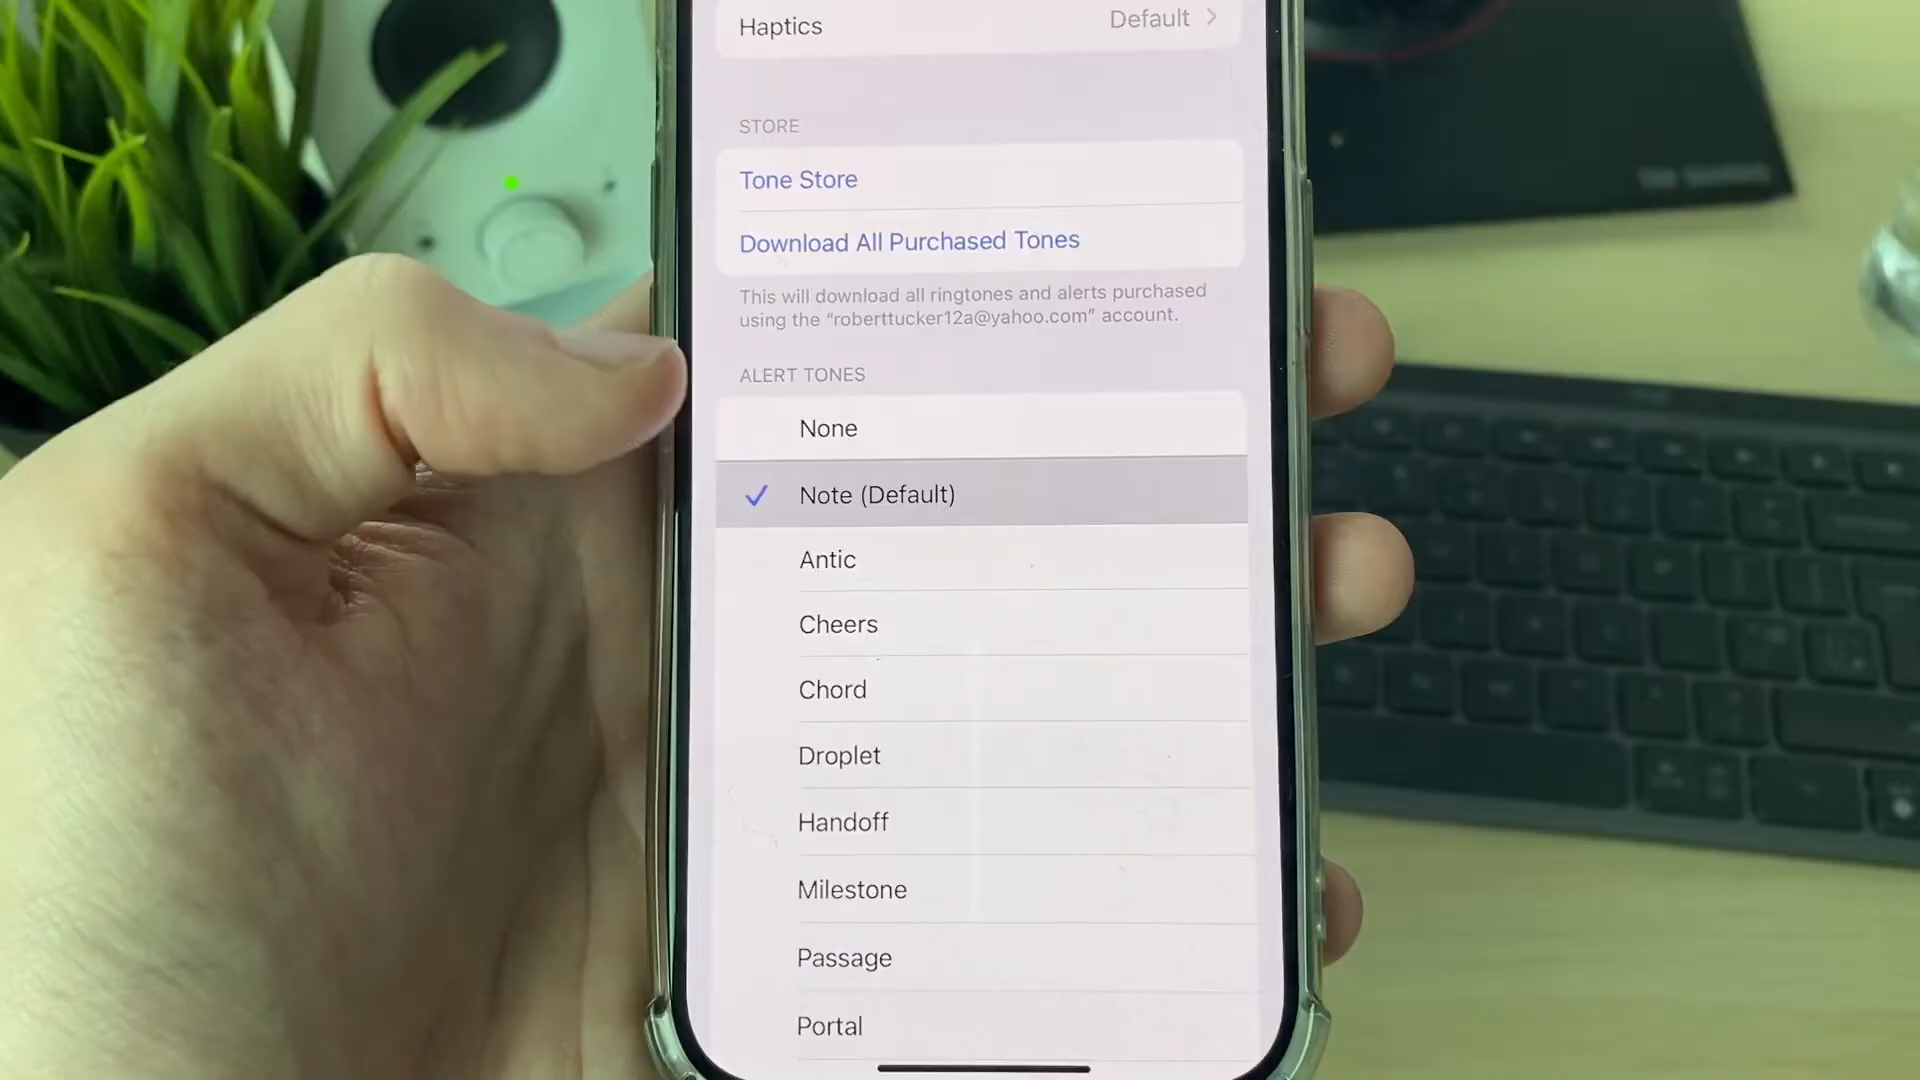 Haptics
Default
STORE
Tone Store
Download All Purchased Tones
This will download all ringtones and alerts purchased
using the “roberttucker12a@yahoo.com” account.
ALERT TONES
None
Note (Default)
Antic
Cheers
Chord
Droplet
Handoff
Milestone
Passage
Portal